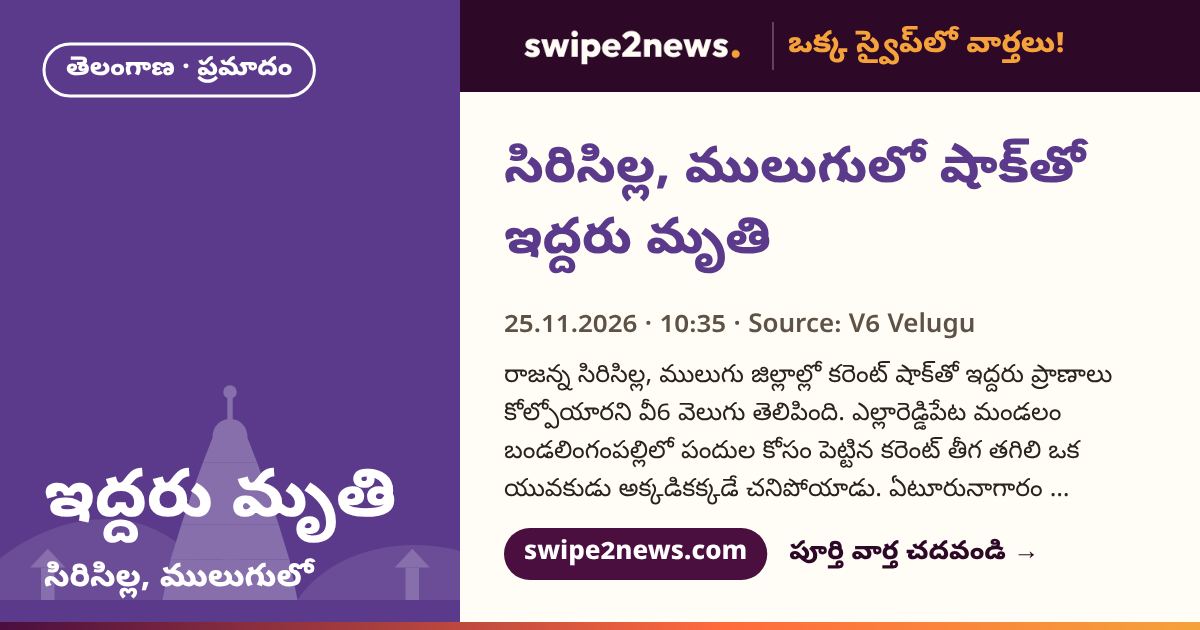 తెలంగాణ · ప్రమాదం
ఇద్దరు మృతి
సిరిసిల్ల, ములుగులో
swipe2news.
ఒక్క స్వైప్‌లో వార్తలు!
సిరిసిల్ల, ములుగులో షాక్‌తో
ఇద్దరు మృతి
25.11.2026 · 10:35 · Source: V6 Velugu
రాజన్న సిరిసిల్ల, ములుగు జిల్లాల్లో కరెంట్ షాక్‌తో ఇద్దరు ప్రాణాలు
కోల్పోయారని వీ6 వెలుగు తెలిపింది. ఎల్లారెడ్డిపేట మండలం
బండలింగంపల్లిలో పందుల కోసం పెట్టిన కరెంట్ తీగ తగిలి ఒక
యువకుడు అక్కడికక్కడే చనిపోయాడు. ఏటూరునాగారం ...
swipe2news.com
పూర్తి వార్త చదవండి →